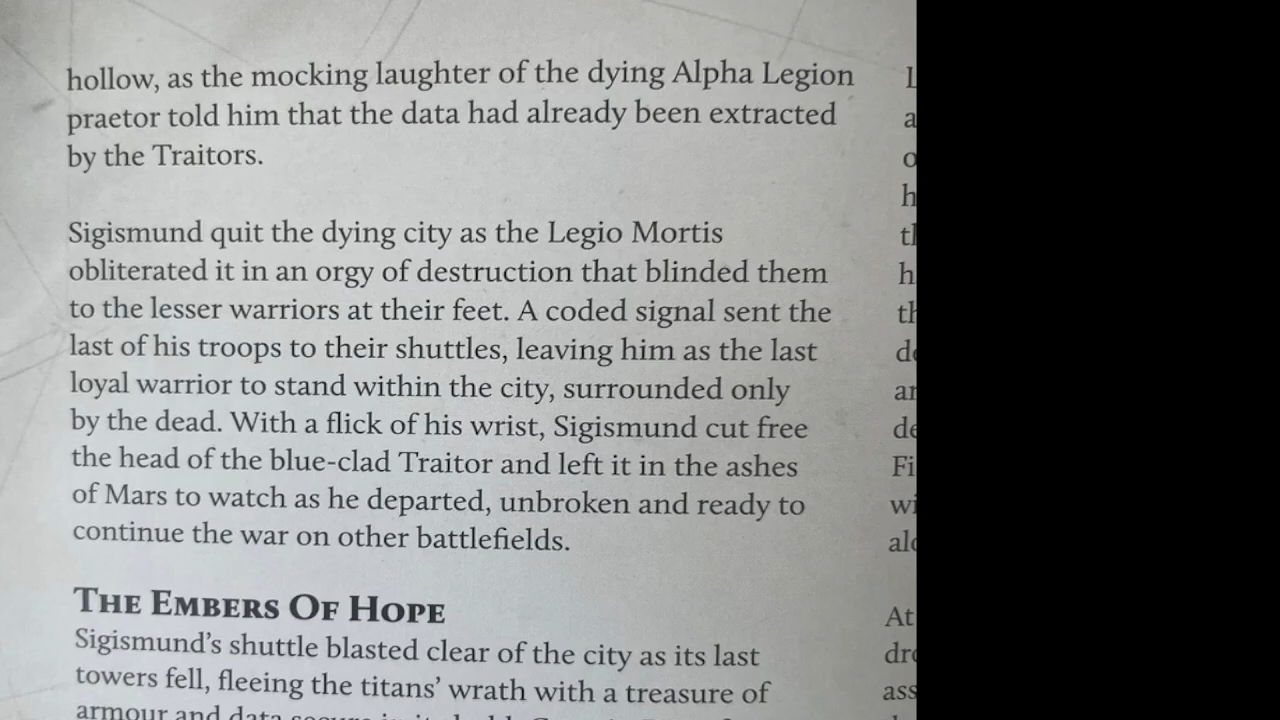 hollow, as the mocking laughter of the dying Alpha Legion
praetor told him that the data had already been extracted
by the Traitors.
Sigismund quit the dying city as the Legio Mortis
obliterated it in an orgy of destruction that blinded them
to the lesser warriors at their feet. A coded signal sent the
last of his troops to their shuttles, leaving him as the last
loyal warrior to stand within the city, surrounded only
by the dead. With a flick of his wrist, Sigismund cut free
the head of the blue-clad Traitor and left it in the ashes
of Mars to watch as he departed, unbroken and ready to
continue the war on other battlefields.
THE EMBERS OF HOPE
Sigismund's shuttle blasted clear of the city as its last
towers fell, fleeing the titans' wrath with a treasure of
armour and data
At